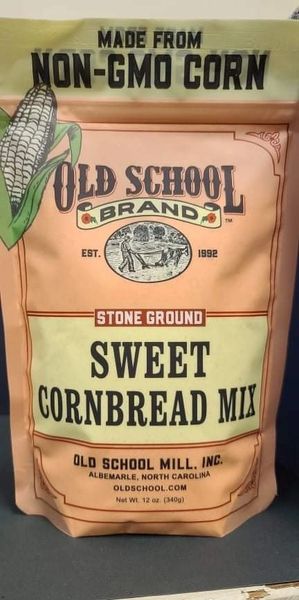 MADE FROM
NON-GMO CORN
OLD SCHOOL
BRAND™
EST. 1992
STONE GROUND
SWEET
CORNBREAD MIX
OLD SCHOOL MILL, INC.
ALBEMARLE, NORTH CAROLINA
OLDSCHOOL.COM
Net Wt. 12 oz. (340g)